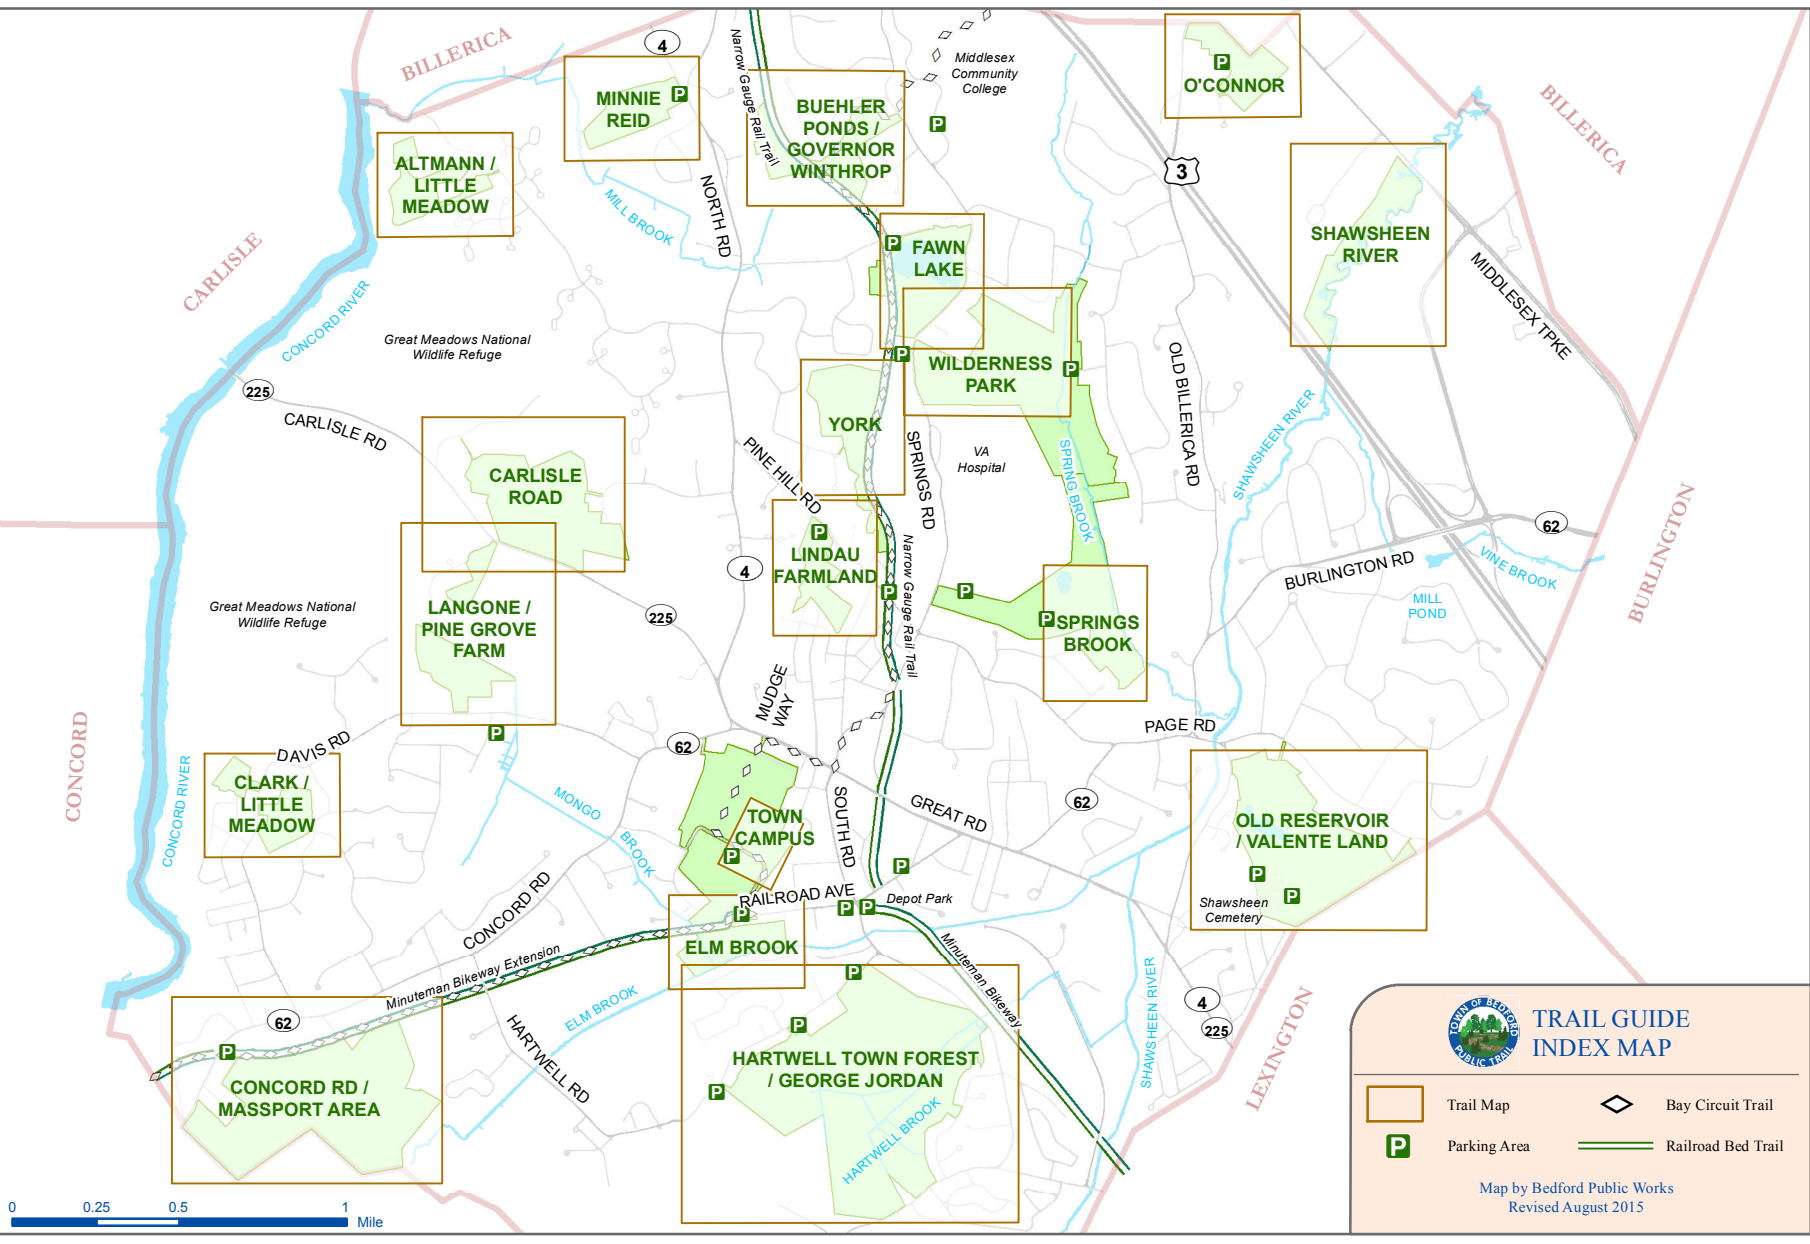 BILLERICA
4
Narrow Gauge Rail Trail
Middlesex
Community
College
P
O'CONNOR
BILLERICA
MINNIE
REID
P
BUEHLER
PONDS /
GOVERNOR
WINTHROP
P
ALTMANN /
LITTLE
MEADOW
3
MILL BROOK
NORTH RD
CARLISLE
SHAWSHEEN
RIVER
P
FAWN
LAKE
MIDDLESEX TPKE
CONCORD RIVER
Great Meadows National
Wildlife Refuge
P
WILDERNESS
PARK
P
OLD BILLERICA RD
225
CARLISLE RD
YORK
SPRINGS RD
VA
Hospital
SPRING BROOK
SHAWSHEEN RIVER
PINE HILL RD
CARLISLE
ROAD
BURLINGTON
62
P
LINDAU
FARMLAND
Narrow Gauge Rail Trail
4
P
P
BURLINGTON RD
VINE BROOK
MILL
POND
Great Meadows National
Wildlife Refuge
LANGONE /
PINE GROVE
FARM
225
P
SPRINGS
BROOK
MUDGE
WAY
PAGE RD
CONCORD
P
62
DAVIS RD
CLARK /
LITTLE
MEADOW
CONCORD RIVER
MONGO
BROOK
TOWN
CAMPUS
P
SOUTH RD
GREAT RD
62
OLD RESERVOIR
/ VALENTE LAND
P
P
P
Shawsheen
Cemetery
RAILROAD AVE
Depot Park
P
P
P
CONCORD RD
ELM BROOK
Minuteman Bikeway Extension
Minuteman Bikeway
P
ELM BROOK
SHAWSHEEN RIVER
4
225
LEXINGTON
62
P
CONCORD RD /
MASSPORT AREA
HARTWELL RD
P
HARTWELL TOWN FOREST
/ GEORGE JORDAN
P
HARTWELL BROOK
TOWN OF BEDFORD
PUBLIC TRAIL
TRAIL GUIDE
INDEX MAP
Trail Map
Bay Circuit Trail
P
Parking Area
Railroad Bed Trail
Map by Bedford Public Works
Revised August 2015
0 0.25 0.5 1
Mile